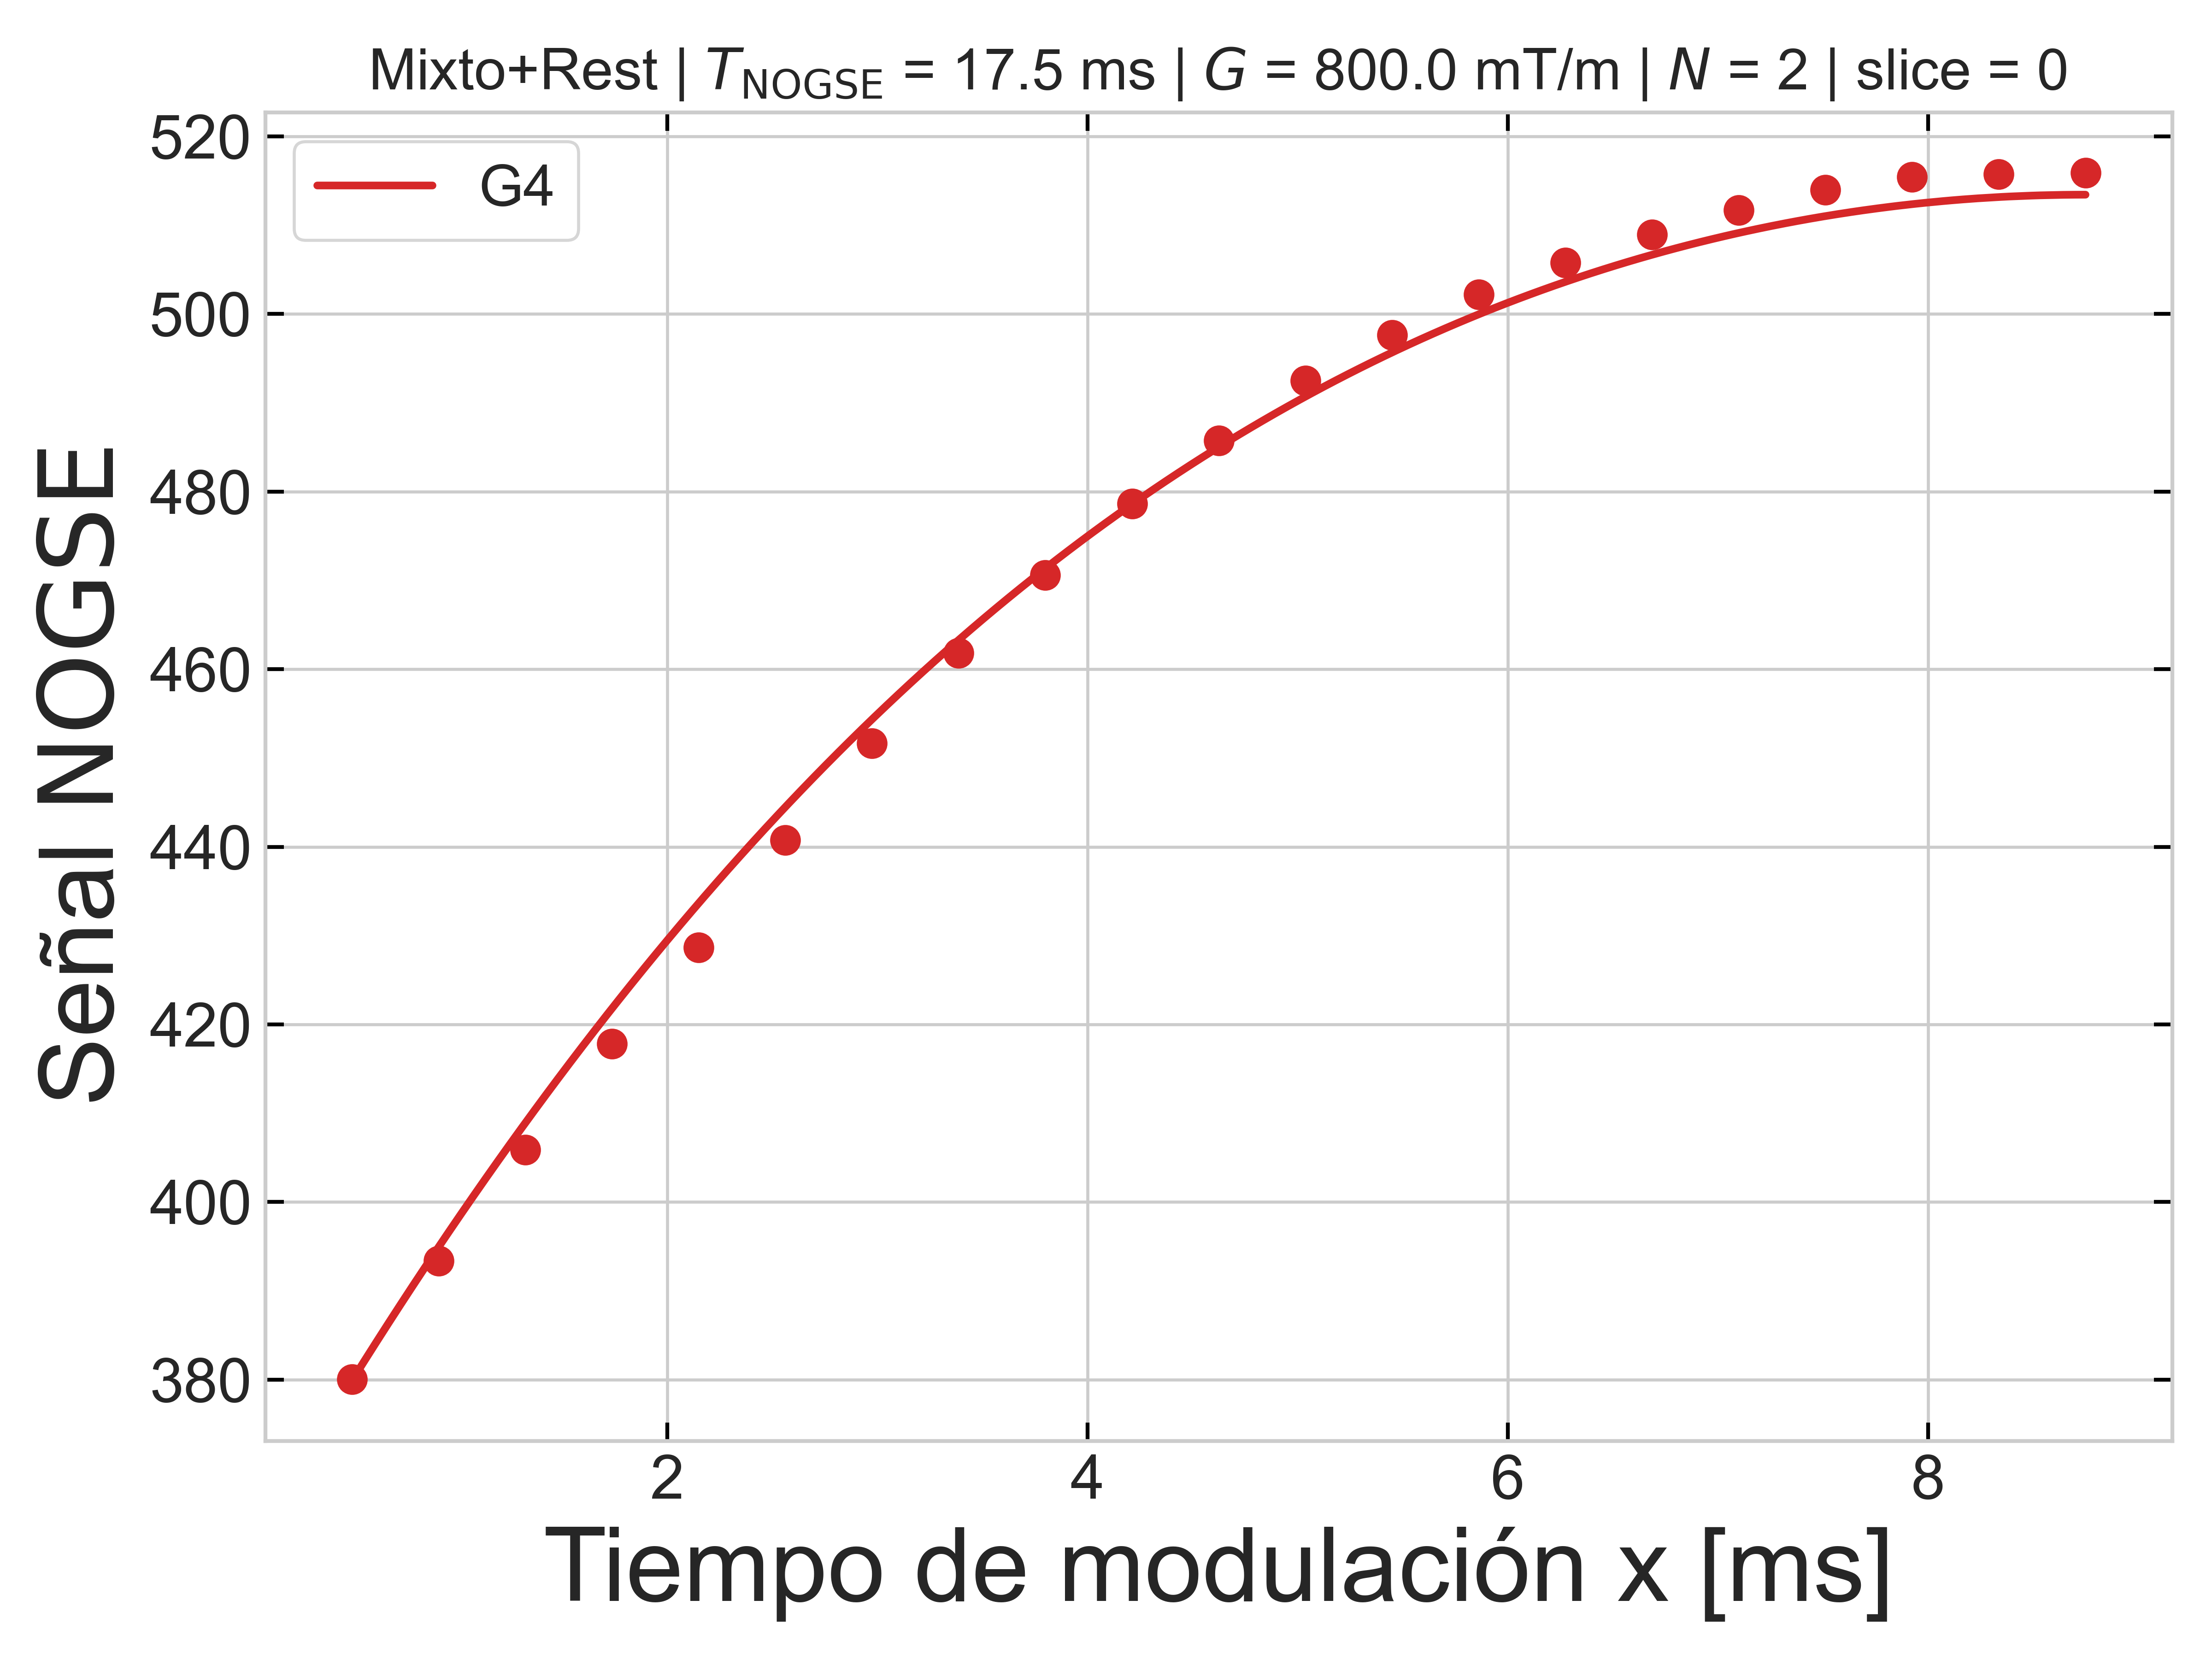 Mixto+Rest | T_NOGSE = 17.5 ms | G = 800.0 mT/m | N = 2 | slice = 0
G4
Señal NOGSE
520
500
480
460
440
420
400
380
2 4 6 8
Tiempo de modulación x [ms]